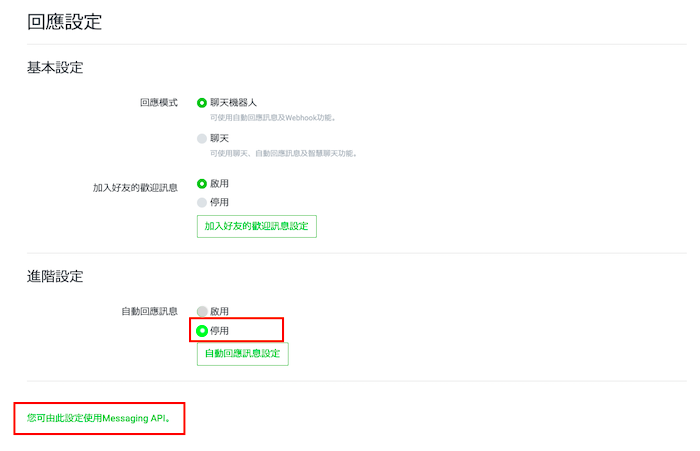 回應設定
基本設定
回應模式
聊天機器人
可使用自動回應訊息及Webhook功能。
聊天
可使用聊天、自動回應訊息及智慧聊天功能。
加入好友的歡迎訊息
啟用
停用
加入好友的歡迎訊息設定
進階設定
自動回應訊息
啟用
停用
自動回應訊息設定
您可由此設定使用Messaging API。